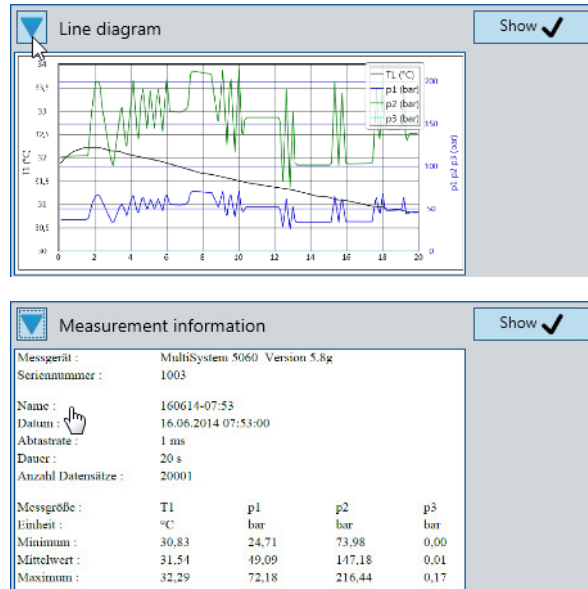 Line diagram
Show
T1 (°C)
p1 (bar)
p2 (bar)
p3 (bar)
34
33,5
33
32,5
32
31,5
31
30,5
30
T1 (°C)
200
150
100
50
0
p1 p2 p3 (bar)
0 2 4 6 8 10 12 14 16 18 20
Measurement information
Show
Messgerät : MultiSystem 5060 Version 5.8g
Seriennummer : 1003
Name : 160614-07:53
Datum : 16.06.2014 07:53:00
Abtastrate : 1 ms
Dauer : 20 s
Anzahl Datensätze : 20001
Messgröße : T1 p1 p2 p3
Einheit : °C bar bar bar
Minimum : 30,83 24,71 73,98 0,00
Mittelwert : 31,54 49,09 147,18 0,01
Maximum : 32,29 72,18 216,44 0,17